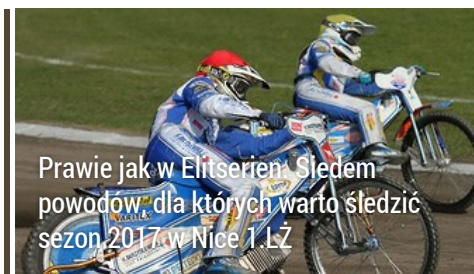 Prawie jak w Elitserien. Siedem
powodów, dla których warto śledzić
sezon 2017 w Nice 1.LŻ